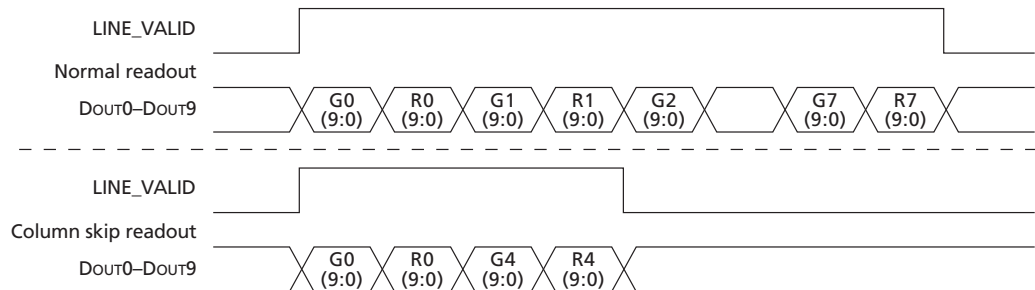 LINE_VALID
Normal readout
DOUT0–DOUT9
G0 (9:0)
R0 (9:0)
G1 (9:0)
R1 (9:0)
G2 (9:0)
G7 (9:0)
R7 (9:0)
LINE_VALID
Column skip readout
DOUT0–DOUT9
G0 (9:0)
R0 (9:0)
G4 (9:0)
R4 (9:0)